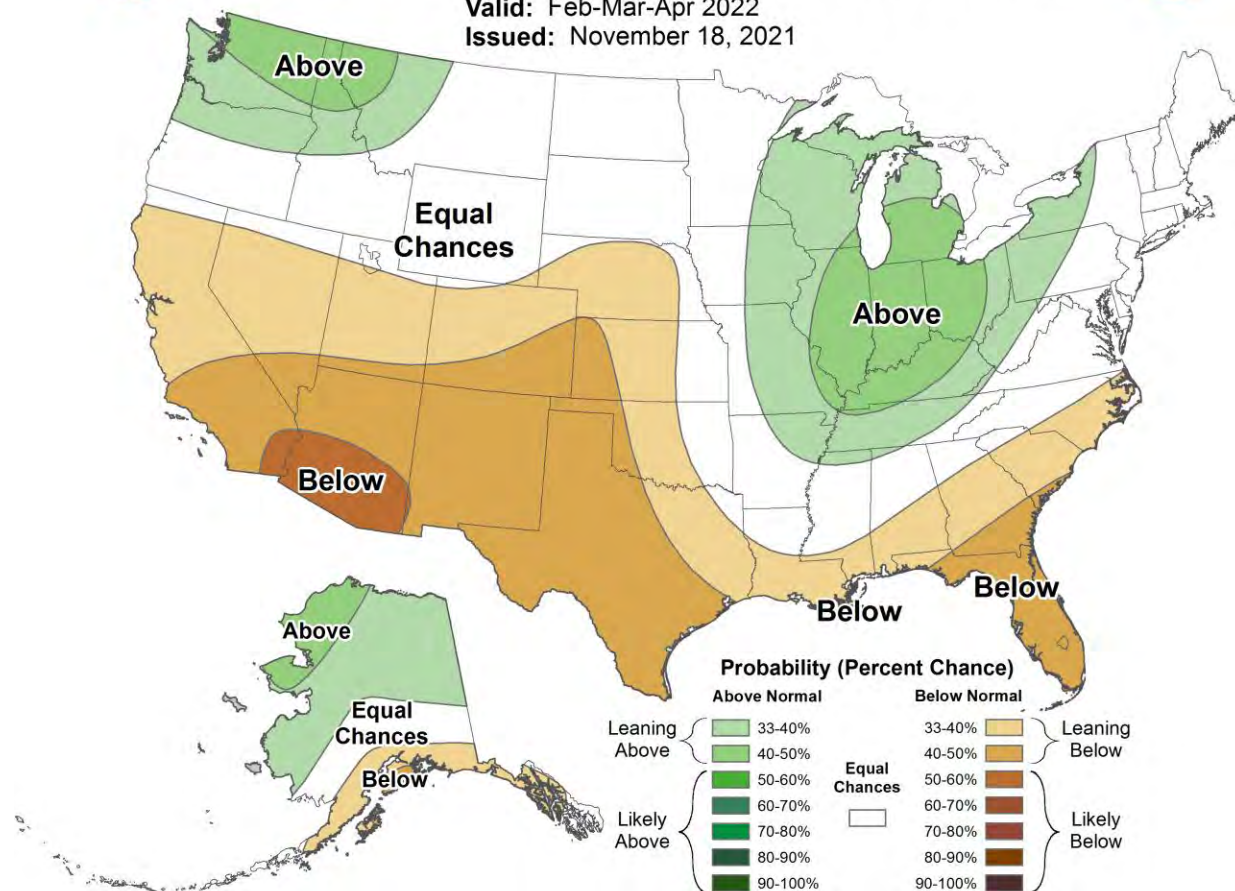 Valid: Feb-Mar-Apr 2022
Issued: November 18, 2021
Above
Equal
Chances
Above
Below
Below
Below
Above
Equal
Chances
Below
Probability (Percent Chance)
Above Normal
Below Normal
Leaning
Above
33-40%
40-50%
Likely
Above
50-60%
60-70%
70-80%
80-90%
90-100%
Equal
Chances
33-40%
40-50%
Leaning
Below
50-60%
60-70%
70-80%
80-90%
90-100%
Likely
Below